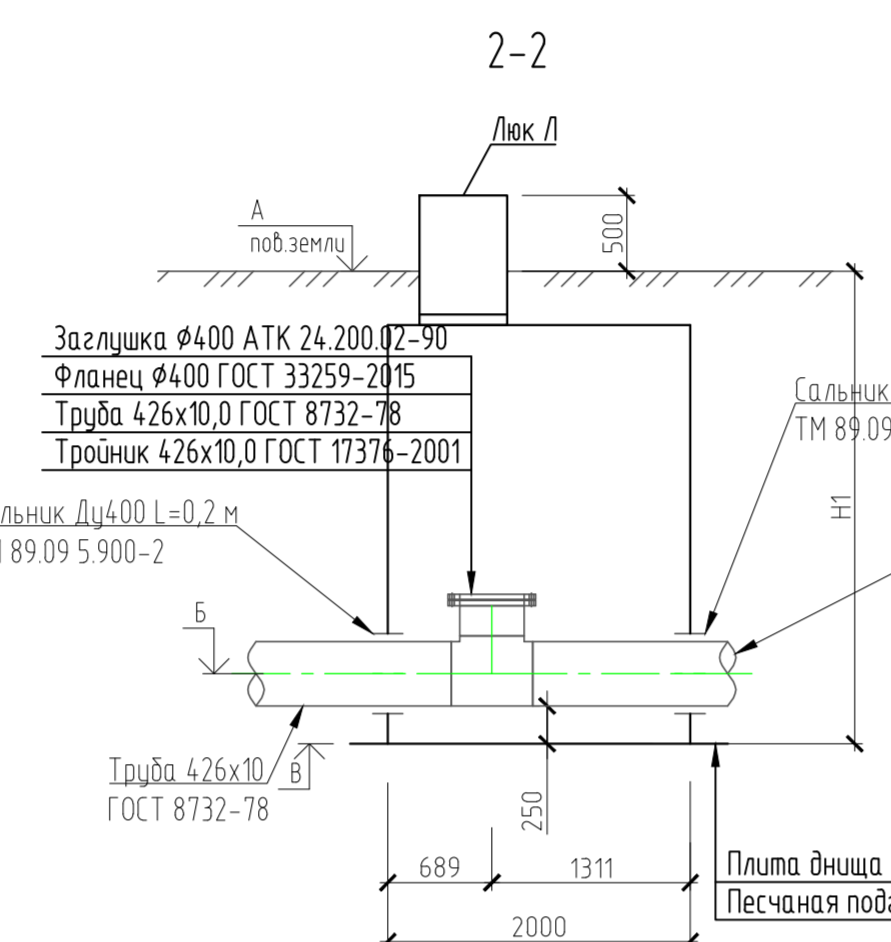 2-2
Люк Л
А
пов.земли
500
Заглушка Ø400 АТК 24.200.02-90
Фланец Ø400 ГОСТ 33259-2015
Труба 426х10,0 ГОСТ 8732-78
Тройник 426х10,0 ГОСТ 17376-2001
Сальник
ТМ 89.09
Н1
льник Ду400 L=0,2 м
89.09 5.900-2
Б
Труба 426х10
ГОСТ 8732-78
В
250
689
1311
2000
Плита днища
Песчаная